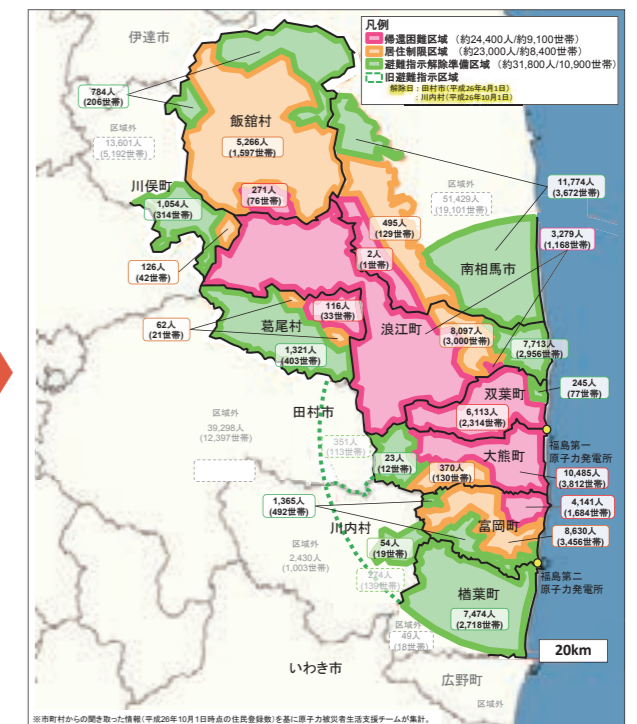 伊達市
凡例
帰還困難区域（約24,400人/約9,100世帯）
居住制限区域（約23,000人/約8,400世帯）
避難指示解除準備区域（約31,800人/10,900世帯）
旧避難指示区域
解除日：田村市（平成26年4月1日）
：川内村（平成26年10月1日）
784人
(206世帯)
飯舘村
5,266人
(1,597世帯)
区域外
13,601人
(5,192世帯)
川俣町
1,054人
(314世帯)
271人
(76世帯)
区域外
51,429人
(19,101世帯)
11,774人
(3,672世帯)
495人
(129世帯)
3,279人
(1,168世帯)
2人
(1世帯)
南相馬市
126人
(42世帯)
116人
(33世帯)
浪江町
62人
(21世帯)
葛尾村
8,097人
(3,000世帯)
7,713人
(2,956世帯)
1,321人
(403世帯)
双葉町
245人
(77世帯)
田村市
6,113人
(2,314世帯)
区域外
39,298人
(12,397世帯)
351人
(113世帯)
福島第一
原子力発電所
大熊町
23人
(12世帯)
370人
(130世帯)
10,485人
(3,812世帯)
1,365人
(492世帯)
4,141人
(1,684世帯)
川内村
富岡町
8,630人
(3,456世帯)
区域外
2,430人
(1,003世帯)
54人
(19世帯)
274人
(139世帯)
福島第二
原子力発電所
楢葉町
7,474人
(2,718世帯)
区域外
49人
(18世帯)
20km
いわき市
広野町
区域外
※市町村からの聞き取った情報（平成26年10月1日時点の住民登録数）を基に原子力被災者生活支援チームが集計。